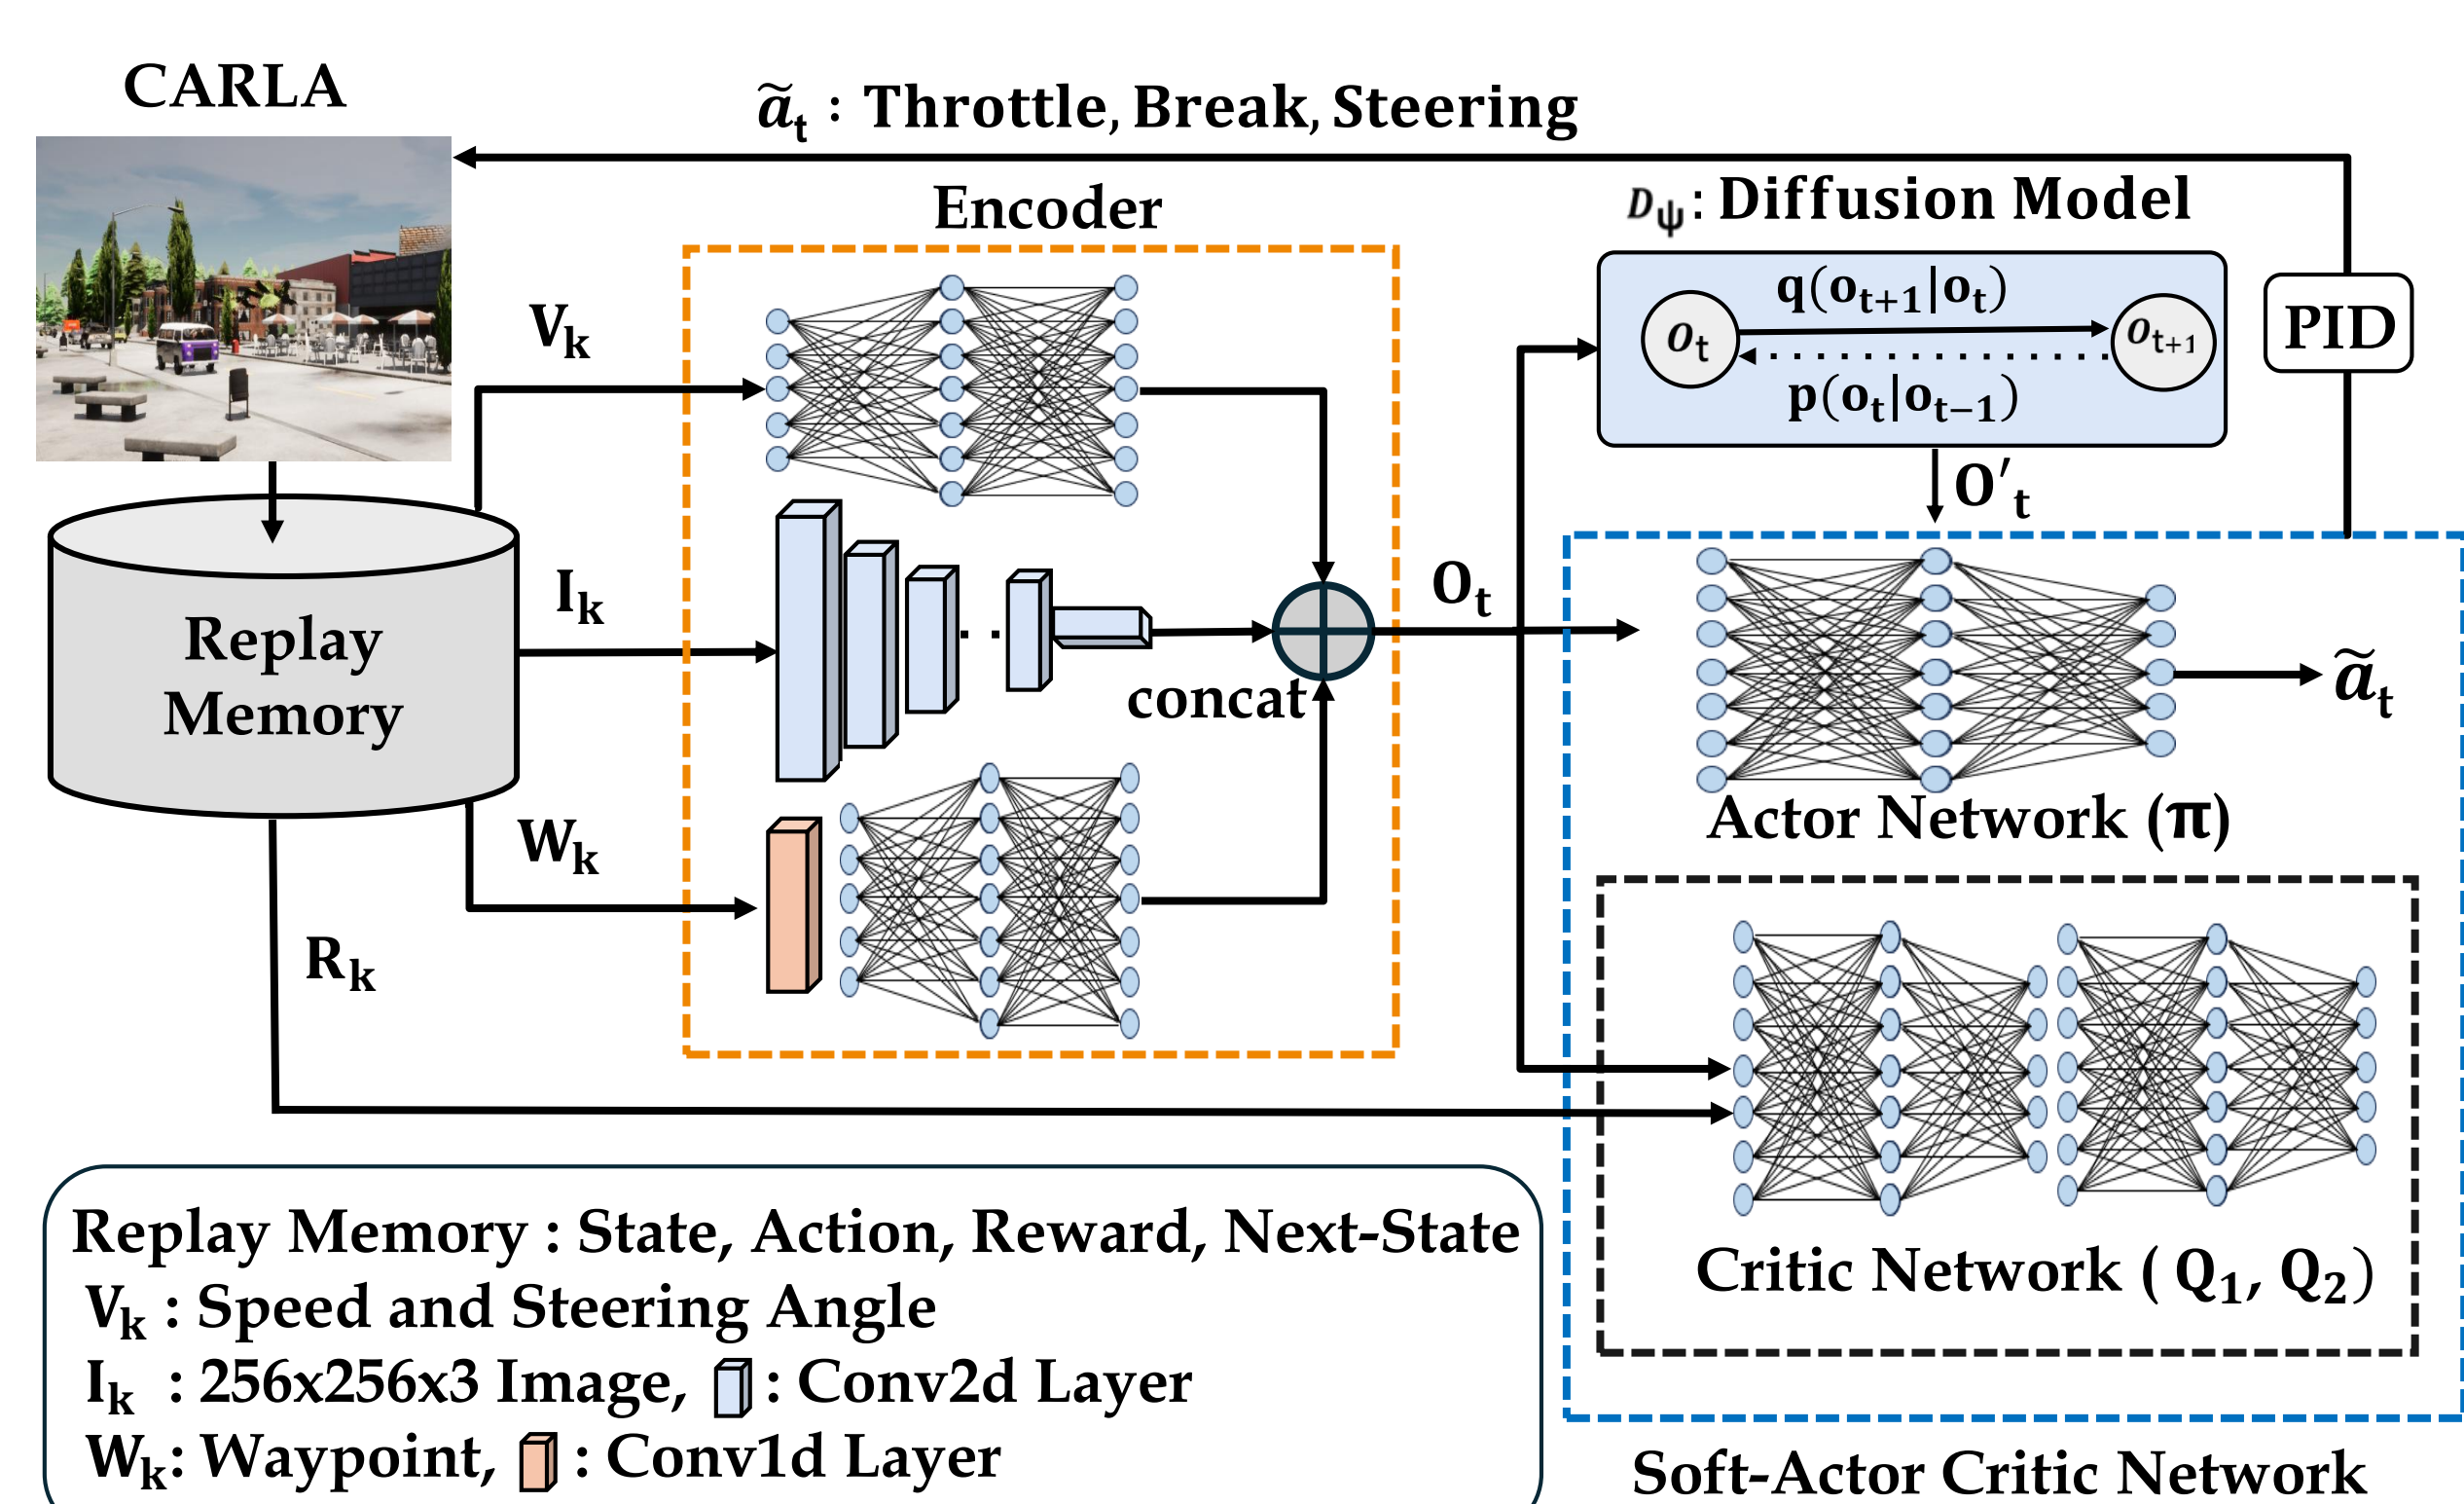 CARLA
ã_t : Throttle, Break, Steering
Encoder
D_ψ: Diffusion Model
q(o_{t+1}|o_t)
o_t
o_{t+1}
p(o_t|o_{t−1})
PID
V_k
O′_t
I_k
O_t
Replay
Memory
concat
ã_t
W_k
Actor Network (π)
R_k
Critic Network ( Q_1, Q_2)
Replay Memory : State, Action, Reward, Next-State
V_k : Speed and Steering Angle
I_k : 256x256x3 Image, : Conv2d Layer
W_k: Waypoint, : Conv1d Layer
Soft-Actor Critic Network